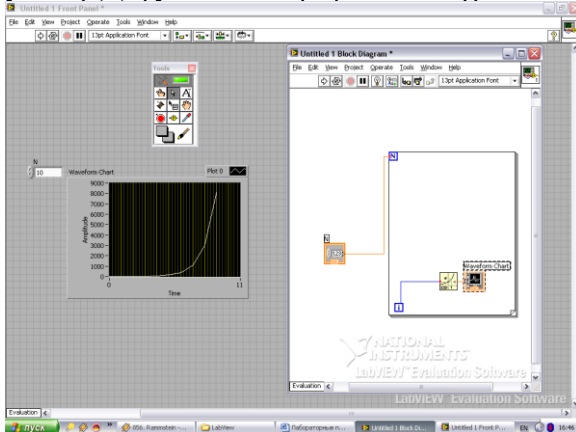 Untitled 1 Front Panel *
File Edit View Project Operate Tools Window Help
13pt Application Font
Tools
N
10
Waveform Chart
Plot 0
9000
8000
7000
6000
5000
4000
3000
2000
1000
0
Amplitude
0
11
Time
Evaluation
Untitled 1 Block Diagram *
File Edit View Project Operate Tools Window Help
13pt Application Font
N
N
Waveform Chart
i
NATIONAL
INSTRUMENTS
LabVIEW Evaluation Software
Evaluation
LabVIEW Evaluation Software
пуск
656. Rammstein -...
LabView
Лабораторные п...
Untitled 1 Block Di...
Untitled 1 Front P...
EN
16:46